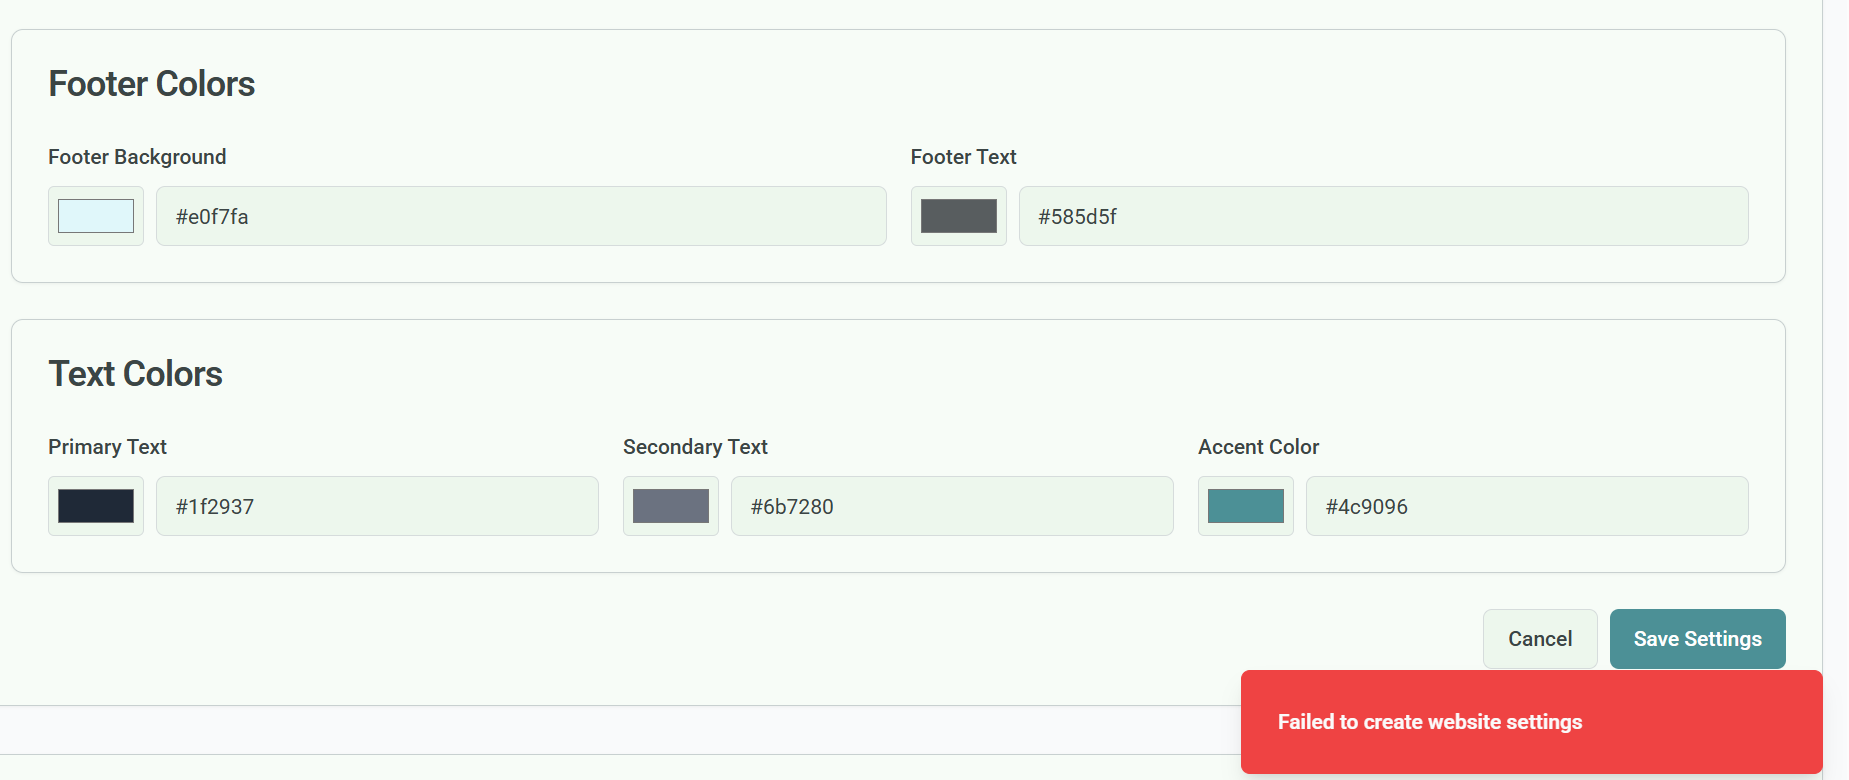 Footer Colors
Footer Background
Footer Text
#e0f7fa
#585d5f
Text Colors
Primary Text
Secondary Text
Accent Color
#1f2937
#6b7280
#4c9096
Cancel
Save Settings
Failed to create website settings